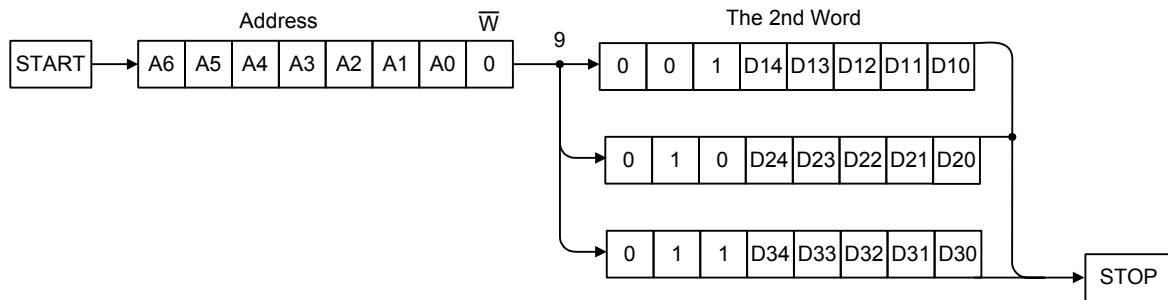 Address
W
The 2nd Word
START
A6 A5 A4 A3 A2 A1 A0 0
9
0 0 1 D14 D13 D12 D11 D10
0 1 0 D24 D23 D22 D21 D20
0 1 1 D34 D33 D32 D31 D30
STOP